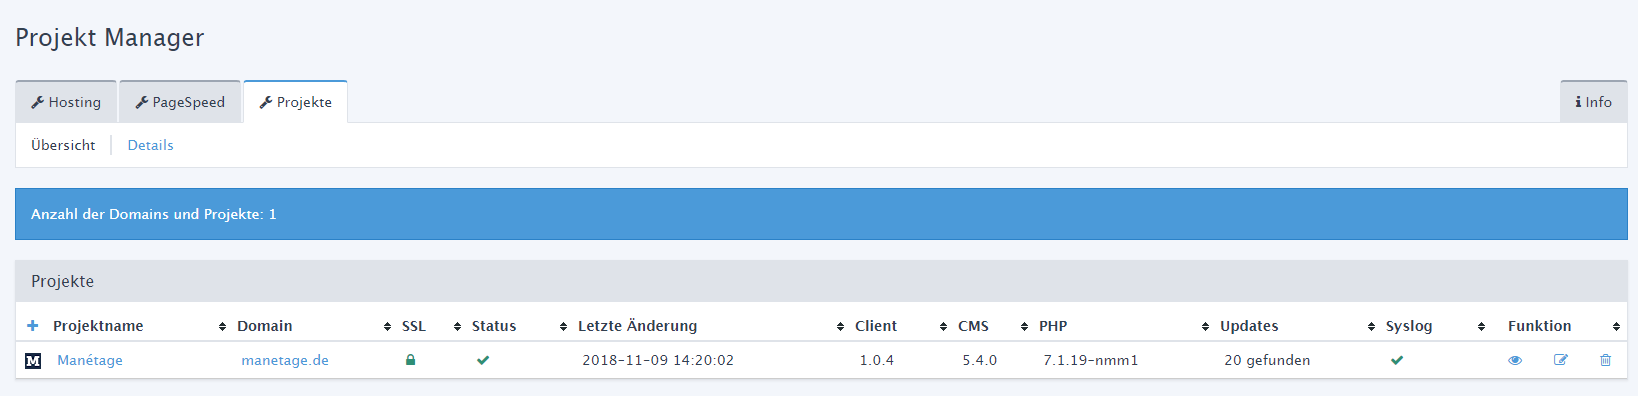 Projekt Manager
Hosting PageSpeed Projekte Info
Übersicht Details
Anzahl der Domains und Projekte: 1
Projekte
Projektname Domain SSL Status Letzte Änderung Client CMS PHP Updates Syslog Funktion
M Manétage manetage.de 2018-11-09 14:20:02 1.0.4 5.4.0 7.1.19-nmm1 20 gefunden